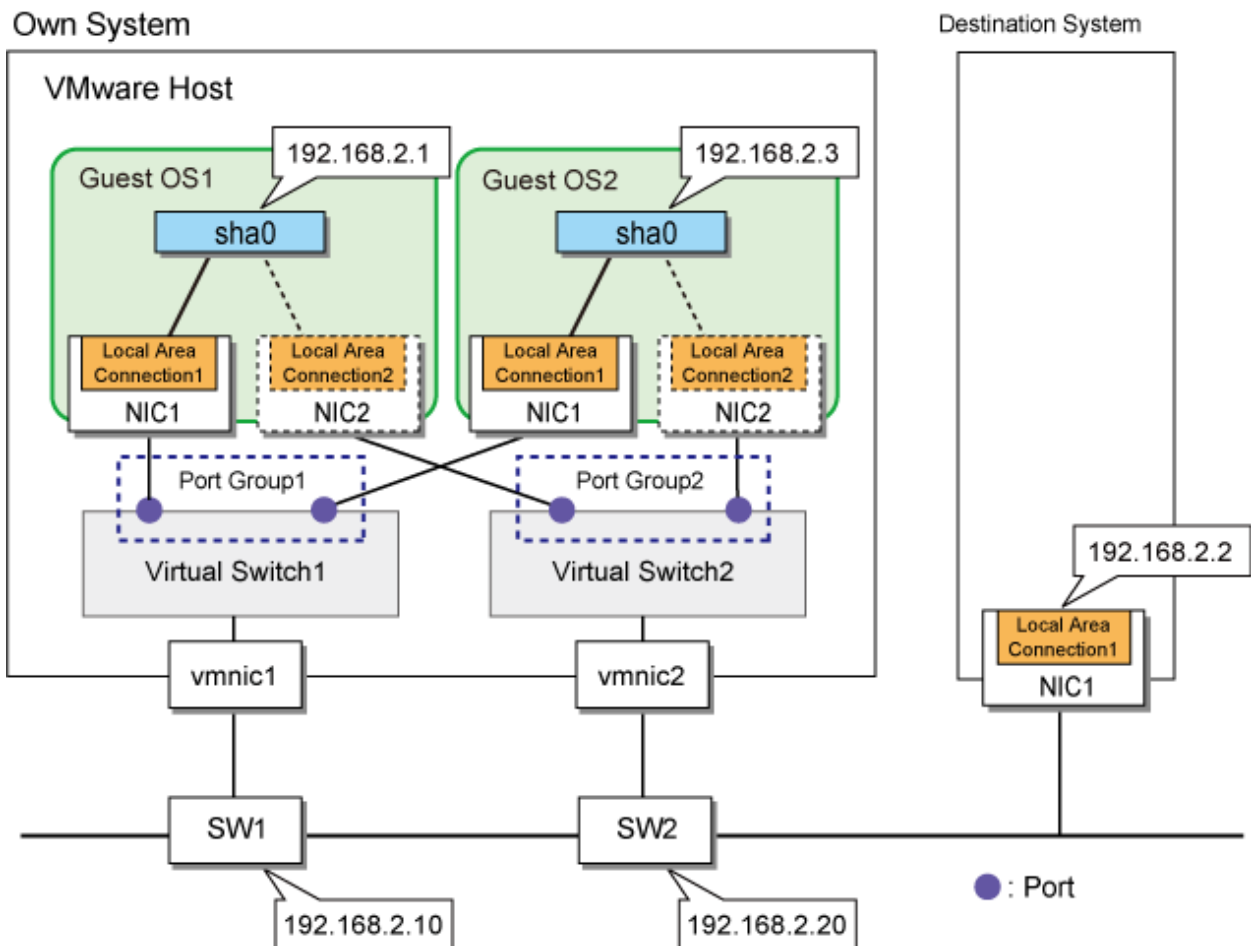 Own System
Destination System
VMware Host
192.168.2.1
192.168.2.3
Guest OS1
Guest OS2
sha0
sha0
Local Area
Connection1
NIC1
Local Area
Connection2
NIC2
Local Area
Connection1
NIC1
Local Area
Connection2
NIC2
Port Group1
Port Group2
Virtual Switch1
Virtual Switch2
192.168.2.2
Local Area
Connection1
NIC1
vmnic1
vmnic2
SW1
SW2
: Port
192.168.2.10
192.168.2.20